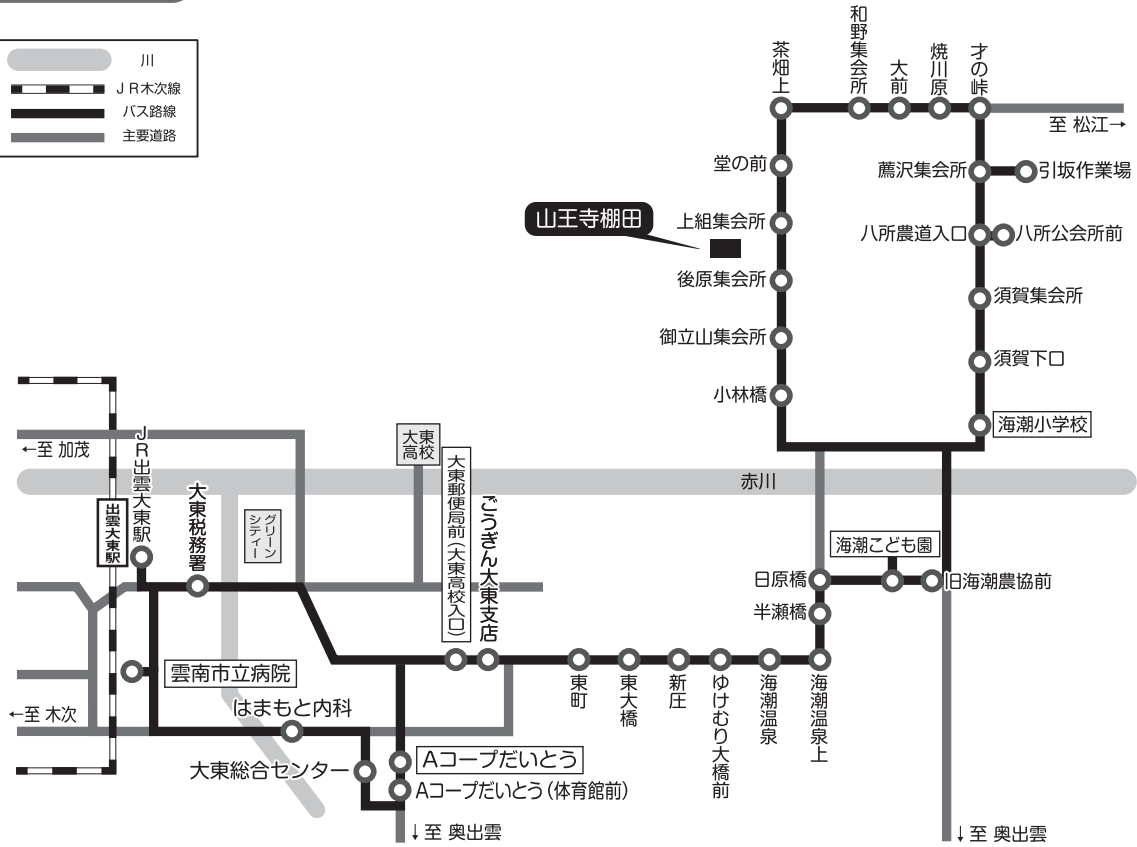 川
ＪＲ木次線
バス路線
主要道路
茶畑上
和野集会所
大前
焼川原
才の峠
至 松江→
堂の前
上組集会所
山王寺棚田
後原集会所
御立山集会所
小林橋
薦沢集会所
引坂作業場
八所農道入口
八所公会所前
須賀集会所
須賀下口
海潮小学校
←至 加茂
ＪＲ出雲大東駅
出雲大東駅
大東税務署
グリーン
シティー
大東
高校
大東郵便局前（大東高校入口）
ごうぎん大東支店
赤川
海潮こども園
日原橋
旧海潮農協前
半瀬橋
雲南市立病院
←至 木次
はまもと内科
大東総合センター
Aコープだいとう
Aコープだいとう（体育館前）
↓至 奥出雲
東町
東大橋
新庄
ゆけむり大橋前
海潮温泉
海潮温泉上
↓至 奥出雲